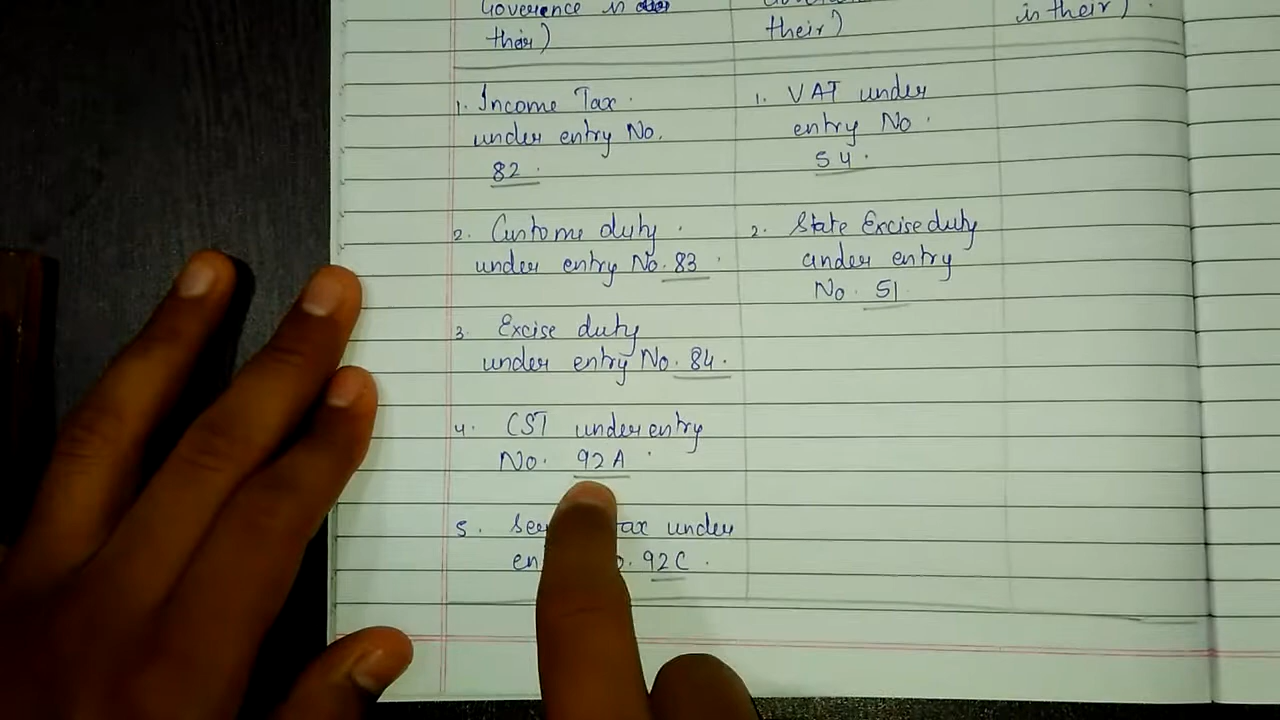 Goverence is
their)
their)
in their)
1. Income Tax.
under entry No.
82.
2. Custome duty.
under entry No. 83.
3. Excise duty
under entry No. 84.
4. CST under entry
No. 92A.
5. tax under
92C.
1. VAT under
entry No.
54.
2. State Excise duty
under entry
No. 51.